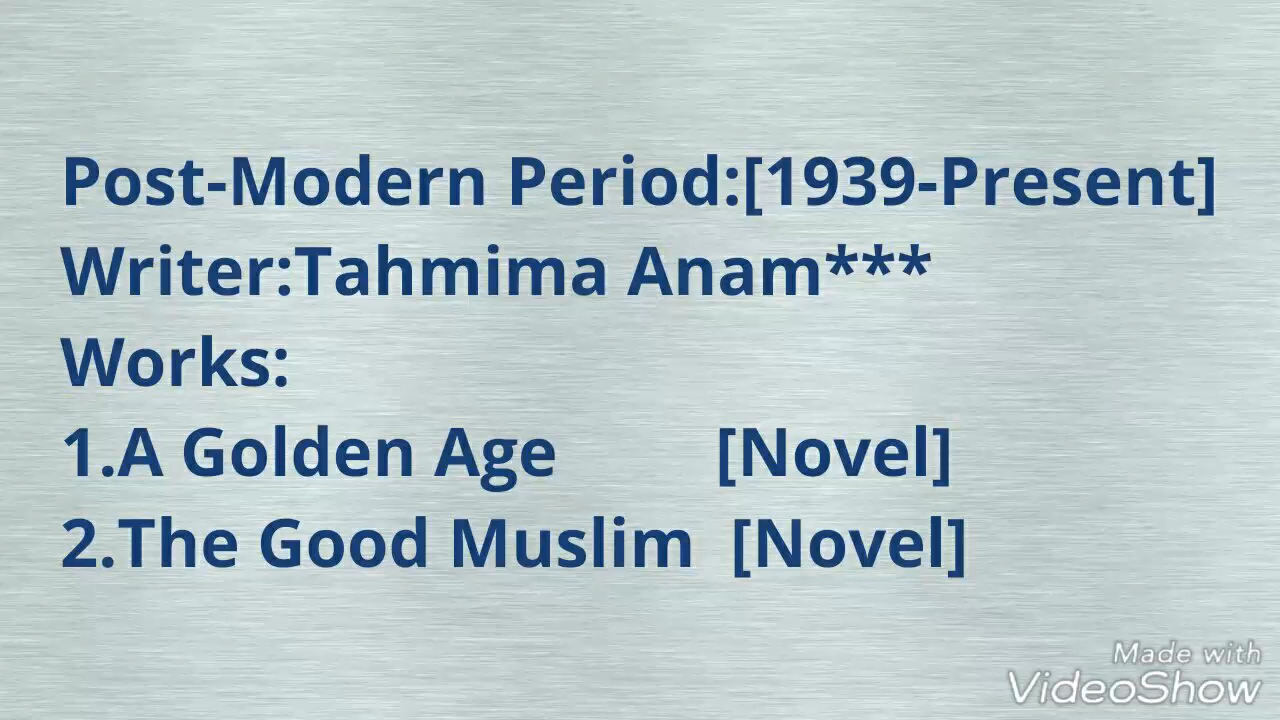 Post-Modern Period:[1939-Present]
Writer:Tahmima Anam***
Works:
1.A Golden Age [Novel]
2.The Good Muslim [Novel]
Made with
VideoShow